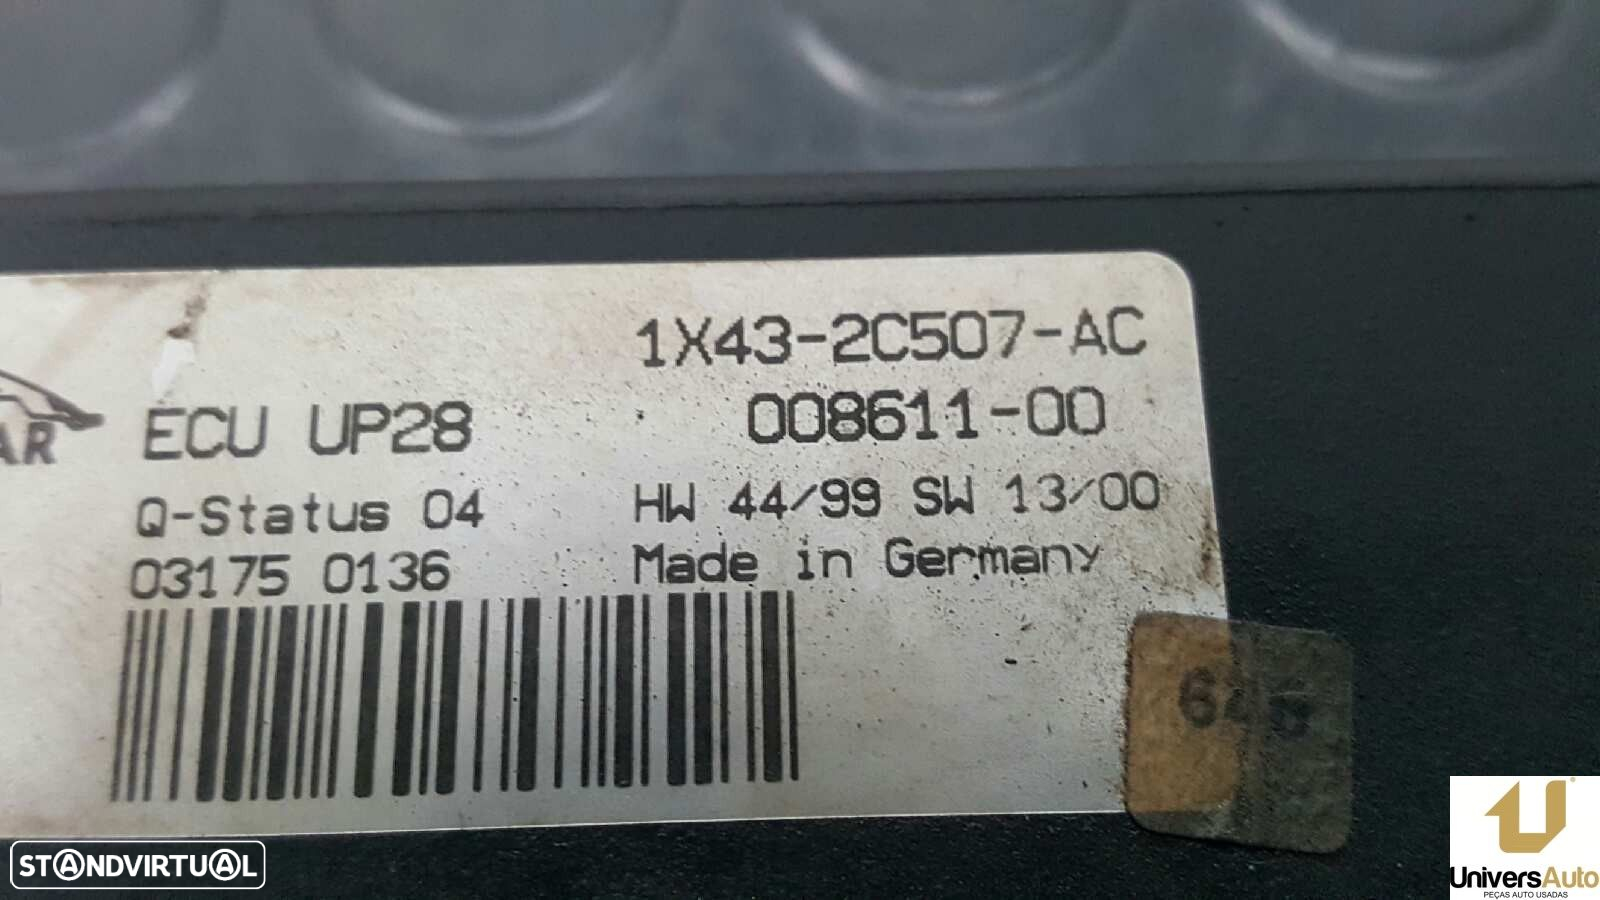 1X43-2C507-AC
ECU UP28 008611-00
Q-Status 04 HW 44/99 SW 13/00
03175 0136 Made in Germany
STANDVIRTUAL
UniversAuto
PEÇAS AUTO USADAS